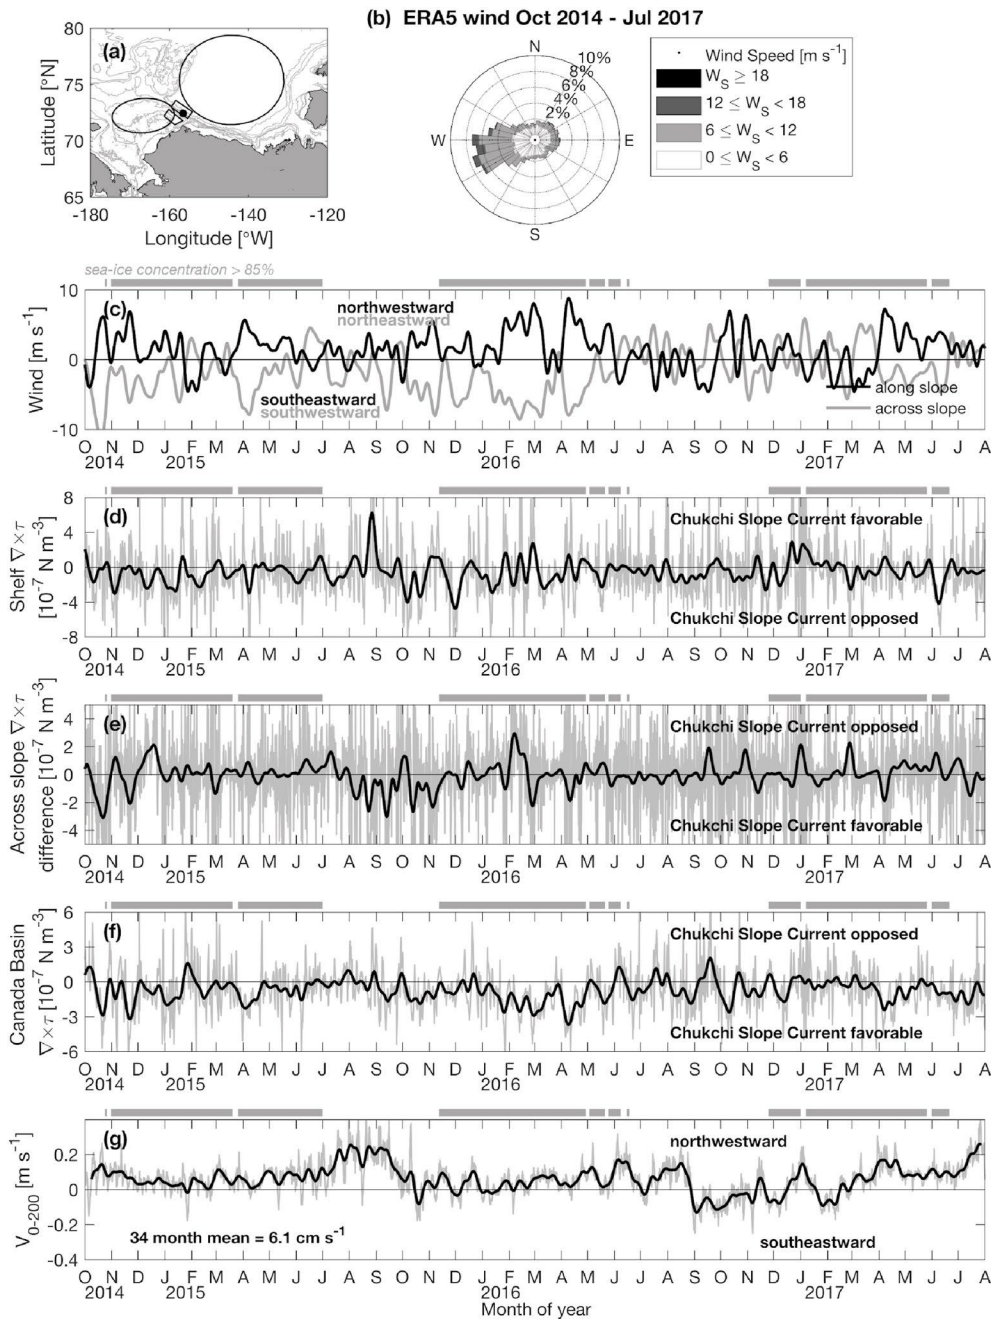 (b) ERA5 wind Oct 2014 - Jul 2017
(a)
80
75
70
65
Latitude [°N]
-180 -160 -140 -120
Longitude [°W]
N
10%
8%
6%
4%
2%
W E
S
Wind Speed [m s⁻¹]
W_S ≥ 18
12 ≤ W_S < 18
6 ≤ W_S < 12
0 ≤ W_S < 6
sea-ice concentration > 85%
(c)
Wind [m s⁻¹]
10
0
-10
northwestward
northeastward
southeastward
southwestward
along slope
across slope
O N D J F M A M J J A S O N D J F M A M J J A S O N D J F M A M J J A
2014 2015 2016 2017
(d)
Shelf ∇×τ
[10⁻⁷ N m⁻³]
8
4
0
-4
-8
Chukchi Slope Current favorable
Chukchi Slope Current opposed
O N D J F M A M J J A S O N D J F M A M J J A S O N D J F M A M J J A
2014 2015 2016 2017
(e)
Across slope ∇×τ
difference [10⁻⁷ N m⁻³]
4
2
0
-2
-4
Chukchi Slope Current opposed
Chukchi Slope Current favorable
O N D J F M A M J J A S O N D J F M A M J J A S O N D J F M A M J J A
2014 2015 2016 2017
(f)
Canada Basin
∇×τ [10⁻⁷ N m⁻³]
6
3
0
-3
-6
Chukchi Slope Current opposed
Chukchi Slope Current favorable
O N D J F M A M J J A S O N D J F M A M J J A S O N D J F M A M J J A
2014 2015 2016 2017
(g)
V₀₋₂₀₀ [m s⁻¹]
0.2
0
-0.2
-0.4
northwestward
34 month mean = 6.1 cm s⁻¹
southeastward
O N D J F M A M J J A S O N D J F M A M J J A S O N D J F M A M J J A
2014 2015 2016 2017
Month of year